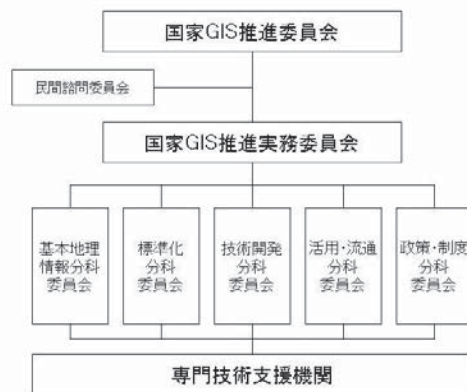 国家GIS推進委員会
民間諮問委員会
国家GIS推進実務委員会
基本地理
情報分科
委員会
標準化
分科
委員会
技術開発
分科
委員会
活用・流通
分科
委員会
政策・制度
分科
委員会
専門技術支援機関